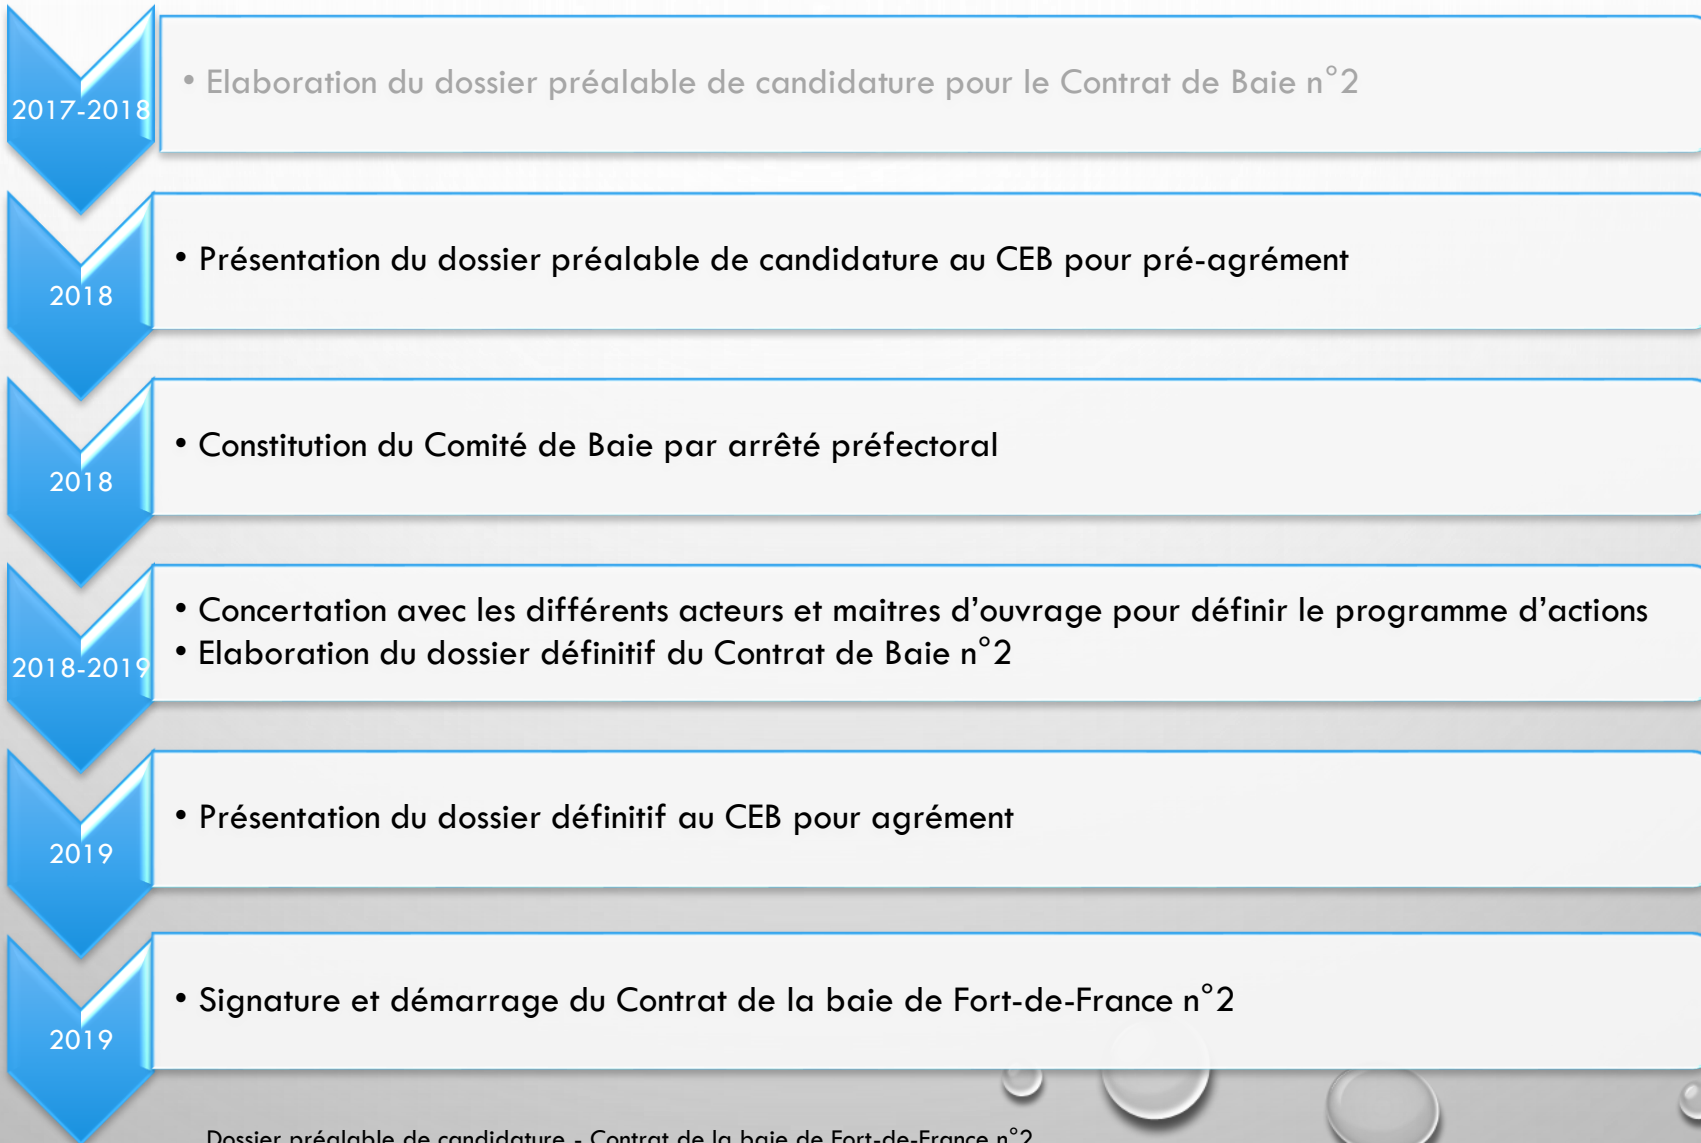 2017-2018
• Elaboration du dossier préalable de candidature pour le Contrat de Baie n°2
2018
• Présentation du dossier préalable de candidature au CEB pour pré-agrément
2018
• Constitution du Comité de Baie par arrêté préfectoral
2018-2019
• Concertation avec les différents acteurs et maitres d’ouvrage pour définir le programme d’actions
• Elaboration du dossier définitif du Contrat de Baie n°2
2019
• Présentation du dossier définitif au CEB pour agrément
2019
• Signature et démarrage du Contrat de la baie de Fort-de-France n°2
Dossier préalable de candidature - Contrat de la baie de Fort-de-France n°2